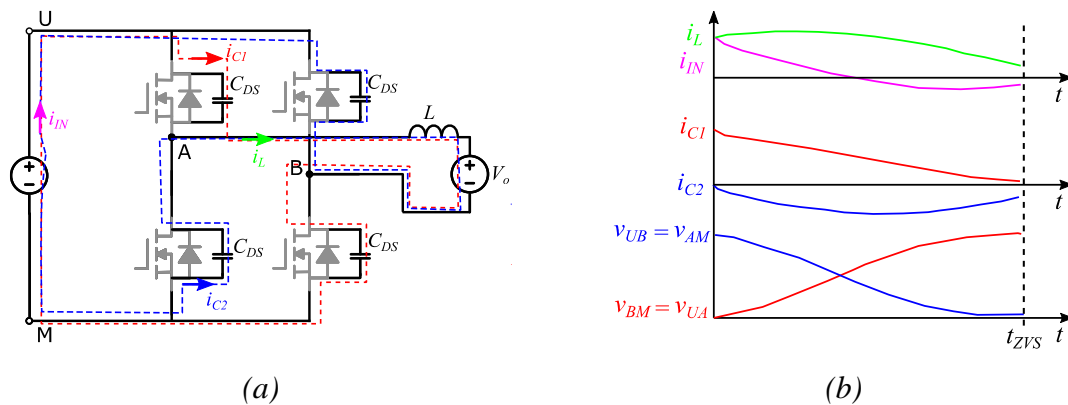 U
i_C1
C_DS
C_DS
i_IN
L
A
i_L
B
V_o
C_DS
C_DS
i_C2
M
(a)
i_L
i_IN
t
i_C1
i_C2
t
v_UB = v_AM
v_BM = v_UA
t
t_ZVS
(b)